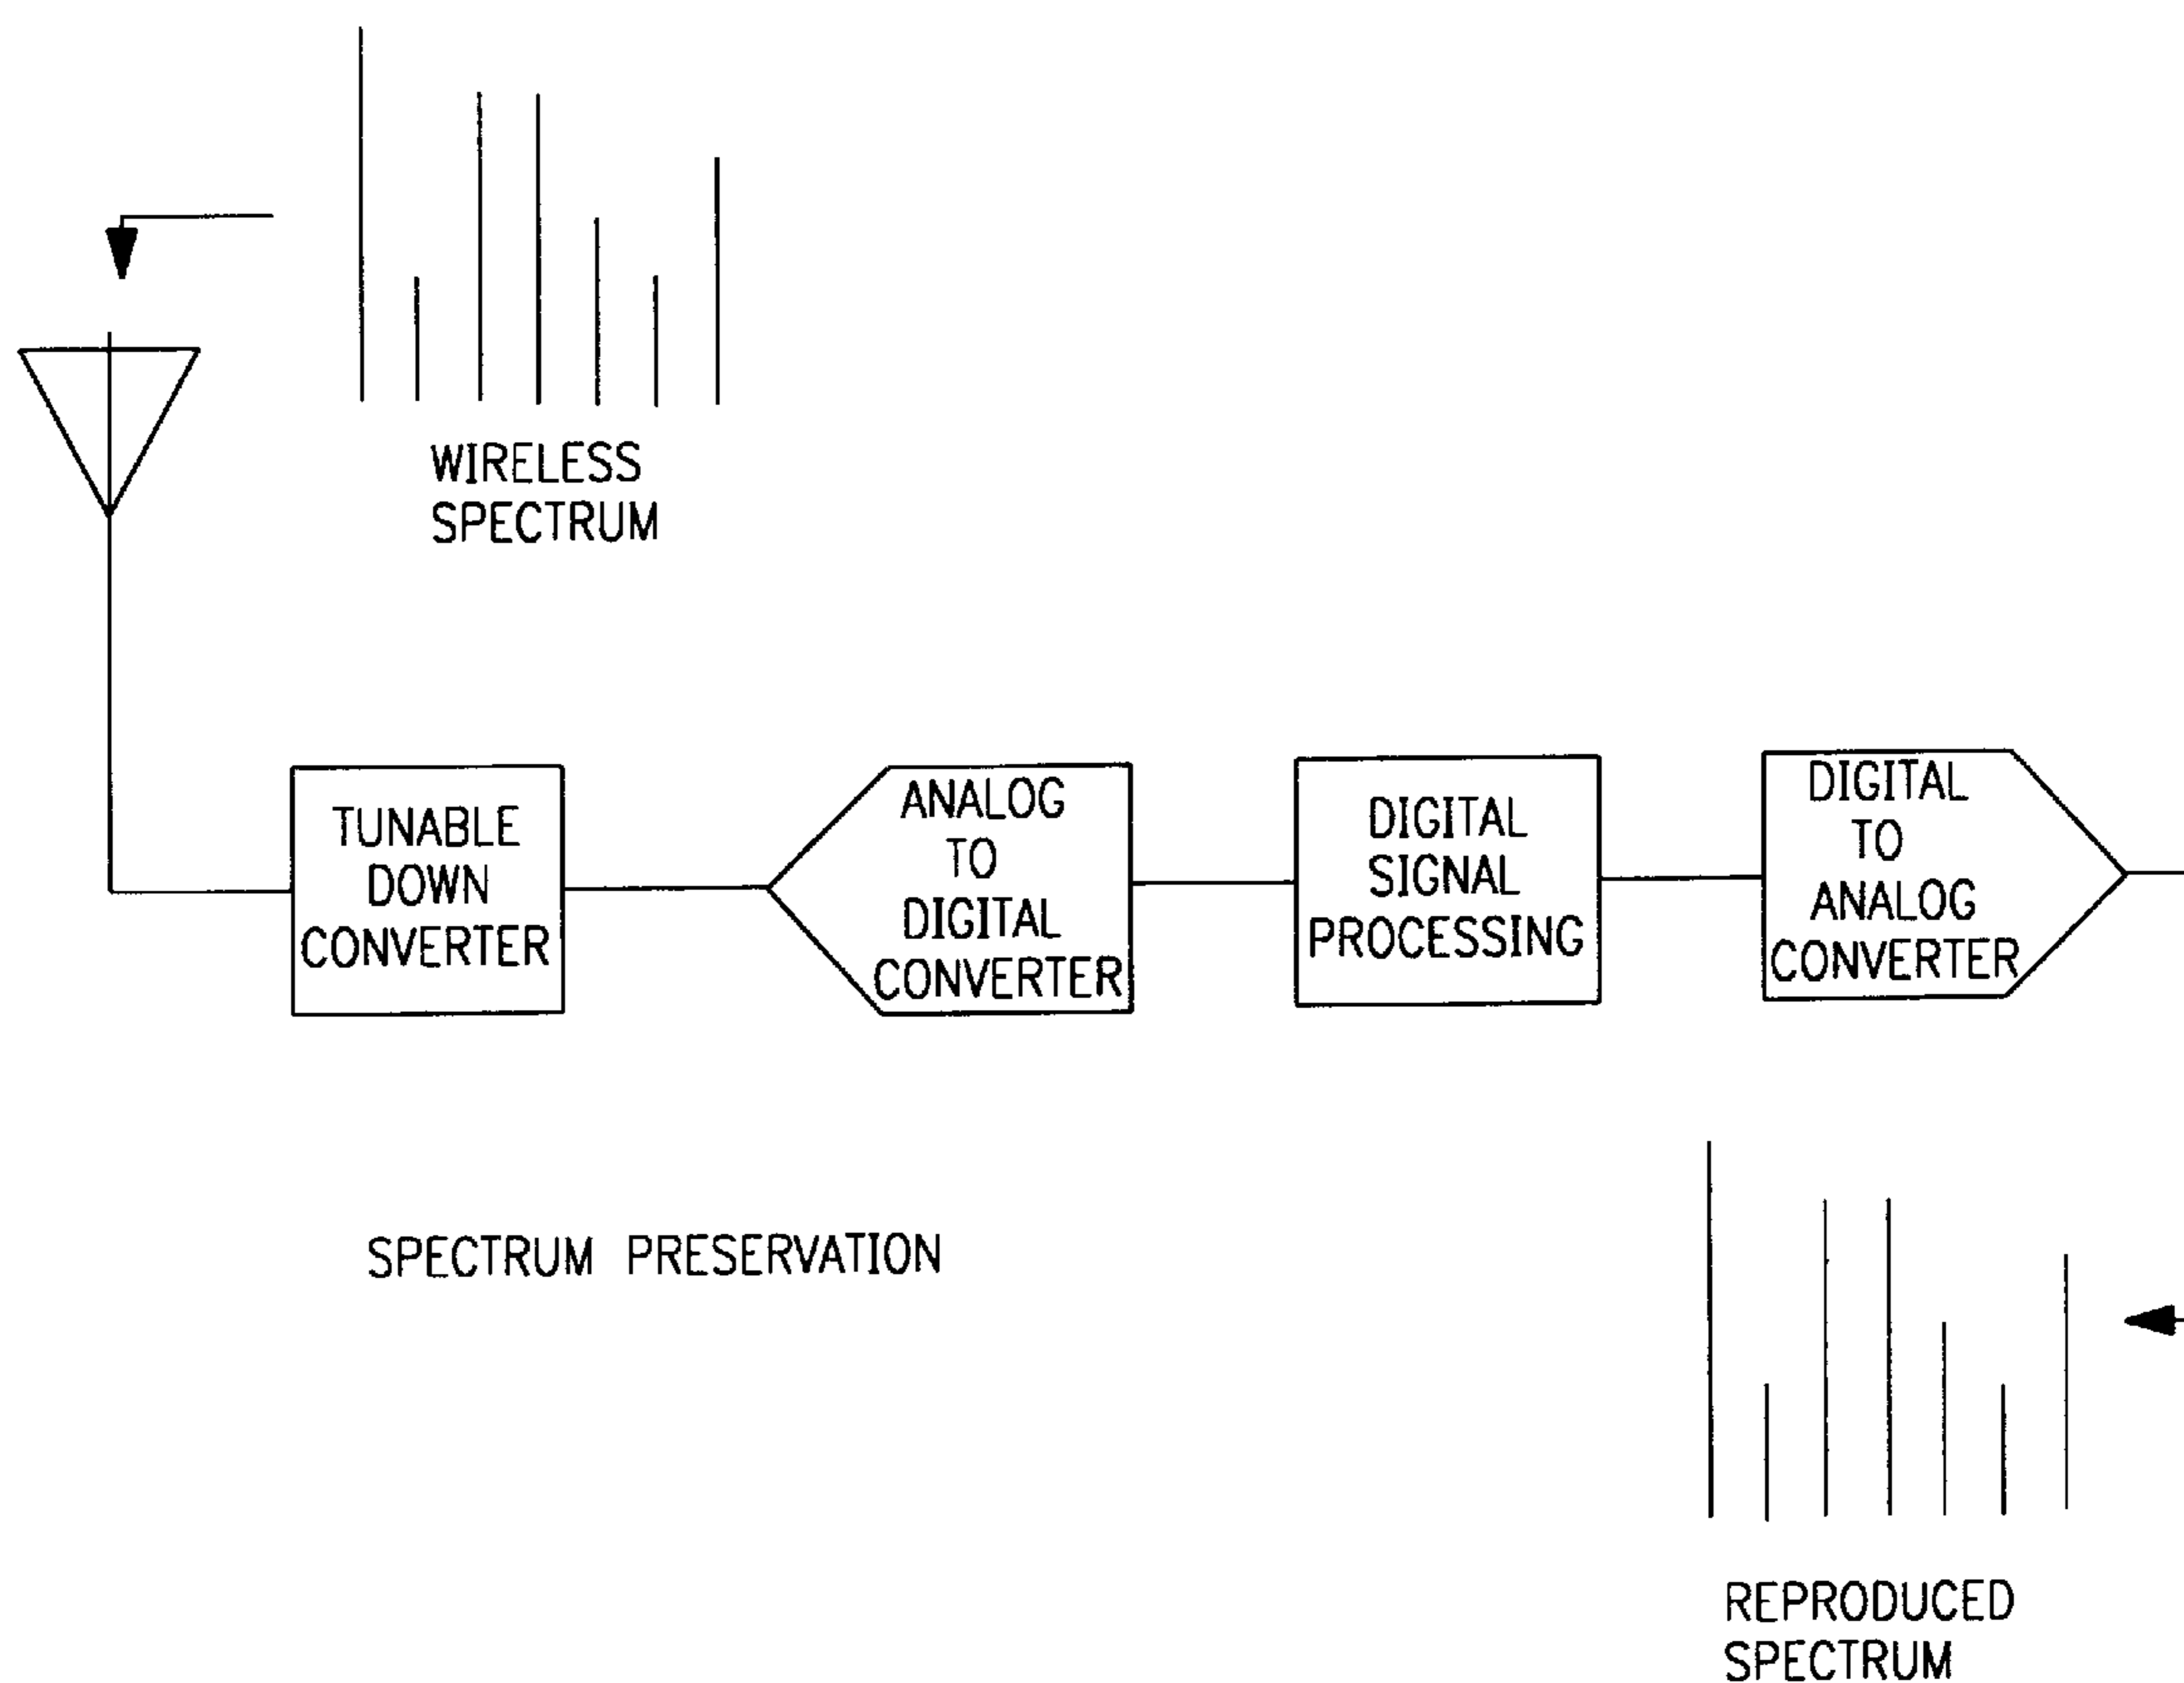 WIRELESS
SPECTRUM
TUNABLE
DOWN
CONVERTER
ANALOG
TO
DIGITAL
CONVERTER
DIGITAL
SIGNAL
PROCESSING
DIGITAL
TO
ANALOG
CONVERTER
SPECTRUM PRESERVATION
REPRODUCED
SPECTRUM